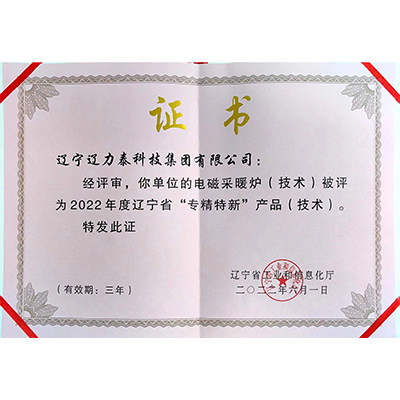 证书
辽宁辽力泰科技集团有限公司：
经评审，你单位的电磁采暖炉（技术）被评
为2022年度辽宁省“专精特新”产品（技术）。
特发此证
辽宁省工业和信息化厅
（有效期：三年）
二〇二二年六月一日